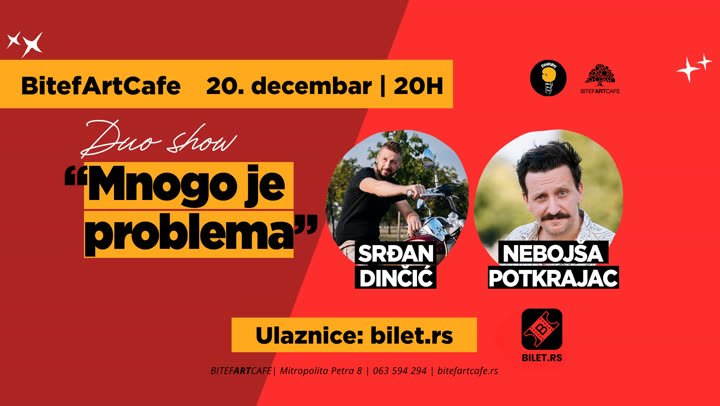 BitefArtCafe 20. decembar | 20H
BITEFARTCAFE
Duo show
“Mnogo je
problema”
SRĐAN
DINČIĆ
NEBOJŠA
POTKRAJAC
Ulaznice: bilet.rs
BILET.RS
BITEFARTCAFE| Mitropolita Petra 8 | 063 594 294 | bitefartcafe.rs